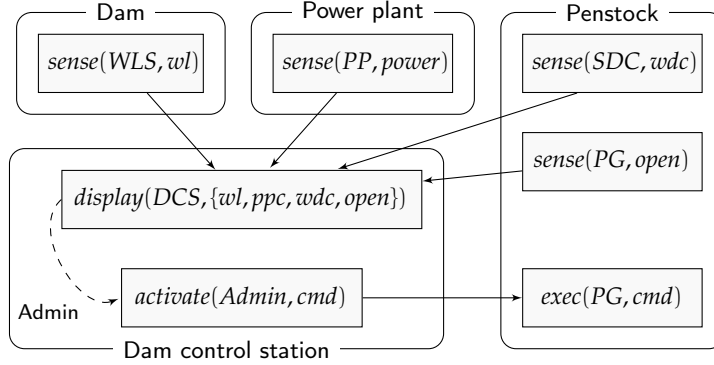 Dam
Power plant
Penstock
sense(WLS, wl)
sense(PP, power)
sense(SDC, wdc)
sense(PG, open)
display(DCS, {wl, ppc, wdc, open})
activate(Admin, cmd)
exec(PG, cmd)
Admin
Dam control station